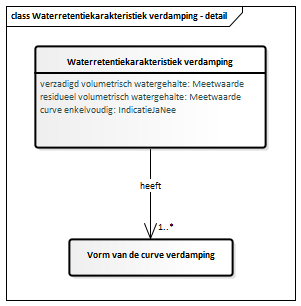 class Waterretentiekarakteristiek verdamping - detail
Waterretentiekarakteristiek verdamping
verzadigd volumetrisch watergehalte: Meetwaarde
residueel volumetrisch watergehalte: Meetwaarde
curve enkelvoudig: IndicatieJaNee
heeft
1..*
Vorm van de curve verdamping